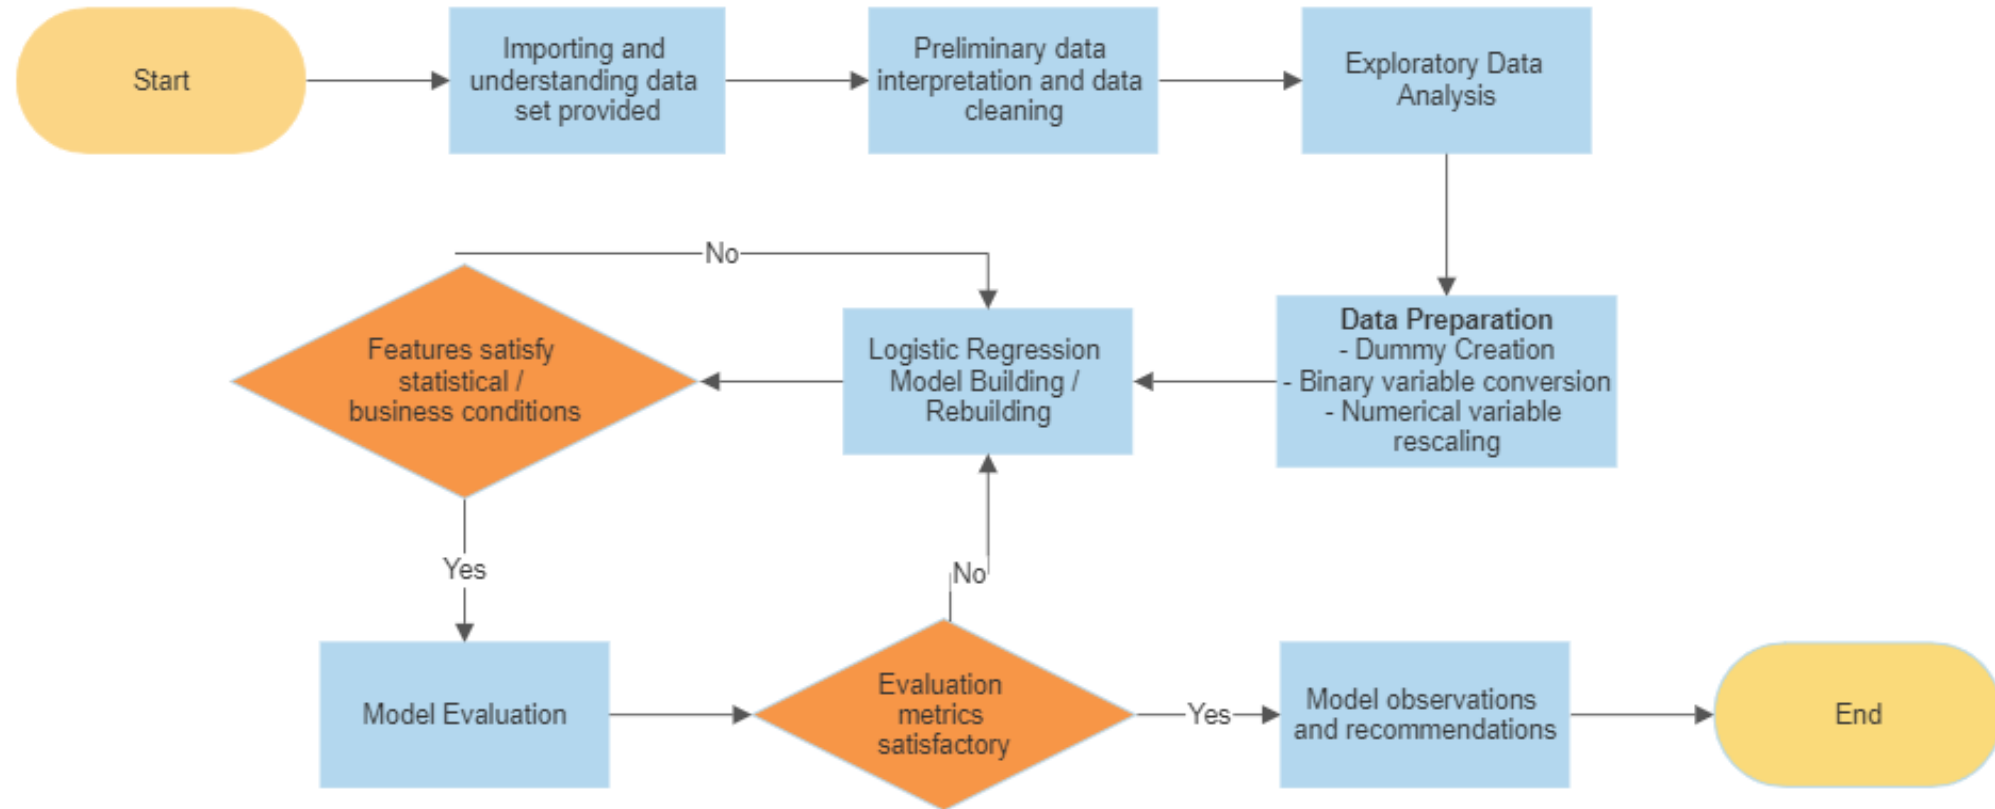 Start
Importing and
understanding data
set provided
Preliminary data
interpretation and data
cleaning
Exploratory Data
Analysis
No
Features satisfy
statistical /
business conditions
Logistic Regression
Model Building /
Rebuilding
Data Preparation
- Dummy Creation
- Binary variable conversion
- Numerical variable
rescaling
Yes
No
Model Evaluation
Evaluation
metrics
satisfactory
Yes
Model observations
and recommendations
End